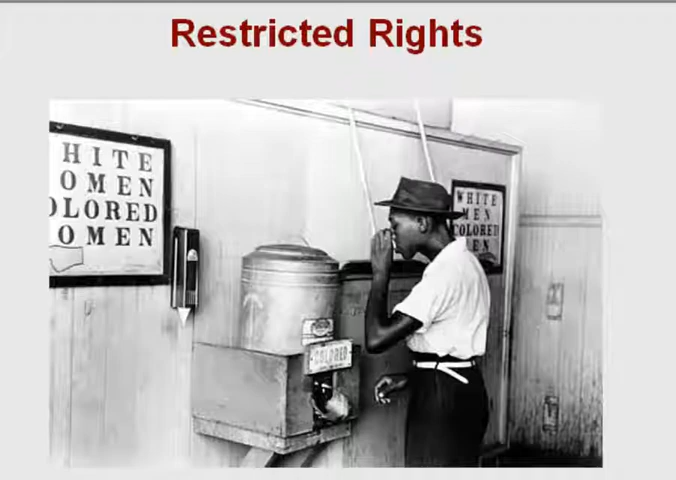 Restricted Rights
HITE
OMEN
OLORED
OMEN
WHITE
MEN
COLORED
EN
COLORED